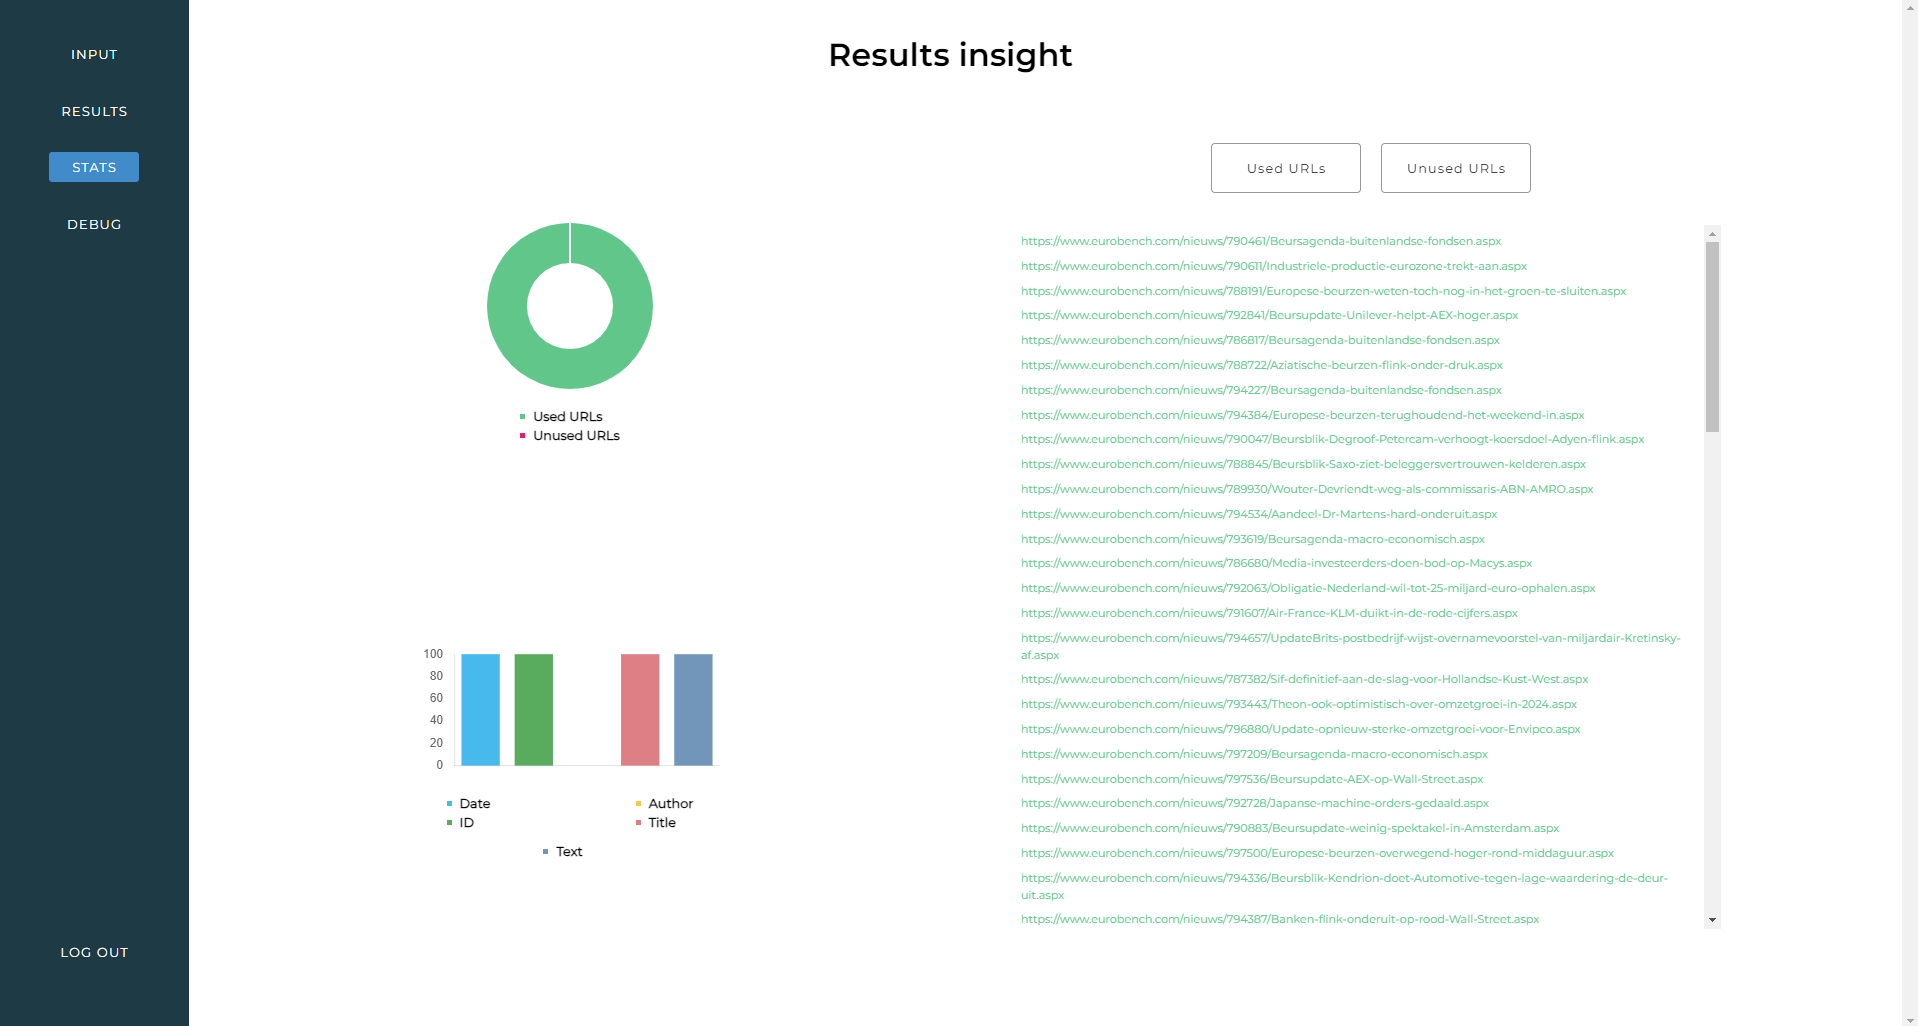 INPUT
RESULTS
STATS
DEBUG
LOG OUT
Results insight
Used URLs
Unused URLs
100
80
60
40
20
0
Date
Author
ID
Title
Text
Used URLs
Unused URLs
https://www.eurobench.com/nieuws/790461/Beursagenda-buitenlandse-fondsen.aspx
https://www.eurobench.com/nieuws/790611/Industriele-productie-eurozone-trekt-aan.aspx
https://www.eurobench.com/nieuws/788191/Europese-beurzen-weten-toch-nog-in-het-groen-te-sluiten.aspx
https://www.eurobench.com/nieuws/792841/Beursupdate-Unilever-helpt-AEX-hoger.aspx
https://www.eurobench.com/nieuws/786817/Beursagenda-buitenlandse-fondsen.aspx
https://www.eurobench.com/nieuws/788722/Aziatische-beurzen-flink-onder-druk.aspx
https://www.eurobench.com/nieuws/794227/Beursagenda-buitenlandse-fondsen.aspx
https://www.eurobench.com/nieuws/794384/Europese-beurzen-terughoudend-het-weekend-in.aspx
https://www.eurobench.com/nieuws/790047/Beursblik-Degroof-Petercam-verhoogt-koersdoel-Adyen-flink.aspx
https://www.eurobench.com/nieuws/788845/Beursblik-Saxo-ziet-beleggersvertrouwen-kelderen.aspx
https://www.eurobench.com/nieuws/789930/Wouter-Devriendt-weg-als-commissaris-ABN-AMRO.aspx
https://www.eurobench.com/nieuws/794534/Aandeel-Dr-Martens-hard-onderuit.aspx
https://www.eurobench.com/nieuws/793619/Beursagenda-macro-economisch.aspx
https://www.eurobench.com/nieuws/786680/Media-investeerders-doen-bod-op-Macys.aspx
https://www.eurobench.com/nieuws/792063/Obligatie-Nederland-wil-tot-25-miljard-euro-ophalen.aspx
https://www.eurobench.com/nieuws/791607/Air-France-KLM-duikt-in-de-rode-cijfers.aspx
https://www.eurobench.com/nieuws/794657/UpdateBrits-postbedrijf-wijst-overnamevoorstel-van-miljardair-Kretinsky-
af.aspx
https://www.eurobench.com/nieuws/787382/Sif-definitief-aan-de-slag-voor-Hollandse-Kust-West.aspx
https://www.eurobench.com/nieuws/793443/Theon-ook-optimistisch-over-omzetgroei-in-2024.aspx
https://www.eurobench.com/nieuws/796880/Update-opnieuw-sterke-omzetgroei-voor-Envipco.aspx
https://www.eurobench.com/nieuws/797209/Beursagenda-macro-economisch.aspx
https://www.eurobench.com/nieuws/797536/Beursupdate-AEX-op-Wall-Street.aspx
https://www.eurobench.com/nieuws/792728/Japanse-machine-orders-gedaald.aspx
https://www.eurobench.com/nieuws/790883/Beursupdate-weinig-spektakel-in-Amsterdam.aspx
https://www.eurobench.com/nieuws/797500/Europese-beurzen-overwegend-hoger-rond-middaguur.aspx
https://www.eurobench.com/nieuws/794336/Beursblik-Kendrion-doet-Automotive-tegen-lage-waardering-de-deur-
uit.aspx
https://www.eurobench.com/nieuws/794387/Banken-flink-onderuit-op-rood-Wall-Street.aspx